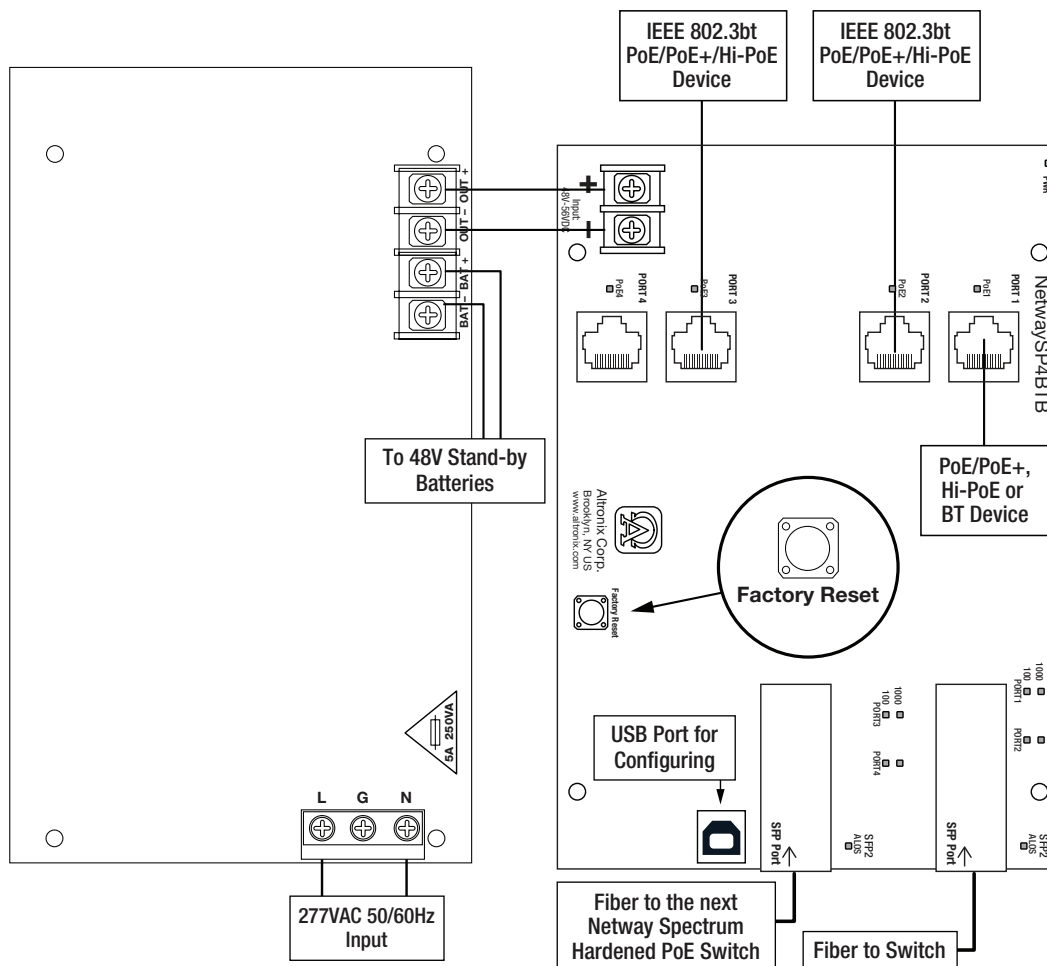 IEEE 802.3bt
PoE/PoE+/Hi-PoE
Device
IEEE 802.3bt
PoE/PoE+/Hi-PoE
Device
OUT +
OUT –
BAT +
BAT –
+
–
Input:
48V-56VDC
PoE4
PORT 4
PoE3
PORT 3
PoE2
PORT 2
PoE1
PORT 1
NetwaySP4BTB
To 48V Stand-by
Batteries
PoE/PoE+,
Hi-PoE or
BT Device
Altronix Corp.
Brooklyn, NY US
www.altronix.com
Factory Reset
Factory Reset
5A 250VA
L G N
277VAC 50/60Hz
Input
USB Port for
Configuring
1000
100
PORT3
PORT4
1000
100
PORT1
PORT2
SFP Port
SFP2
ALOS
SFP Port
SFP2
ALOS
Fiber to the next
Netway Spectrum
Hardened PoE Switch
Fiber to Switch